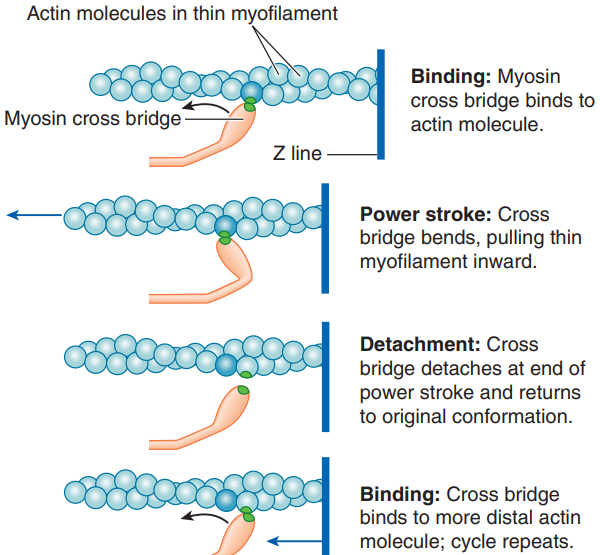 Actin molecules in thin myofilament
Binding: Myosin
cross bridge binds to
actin molecule.
Myosin cross bridge
Z line
Power stroke: Cross
bridge bends, pulling thin
myofilament inward.
Detachment: Cross
bridge detaches at end of
power stroke and returns
to original conformation.
Binding: Cross bridge
binds to more distal actin
molecule; cycle repeats.